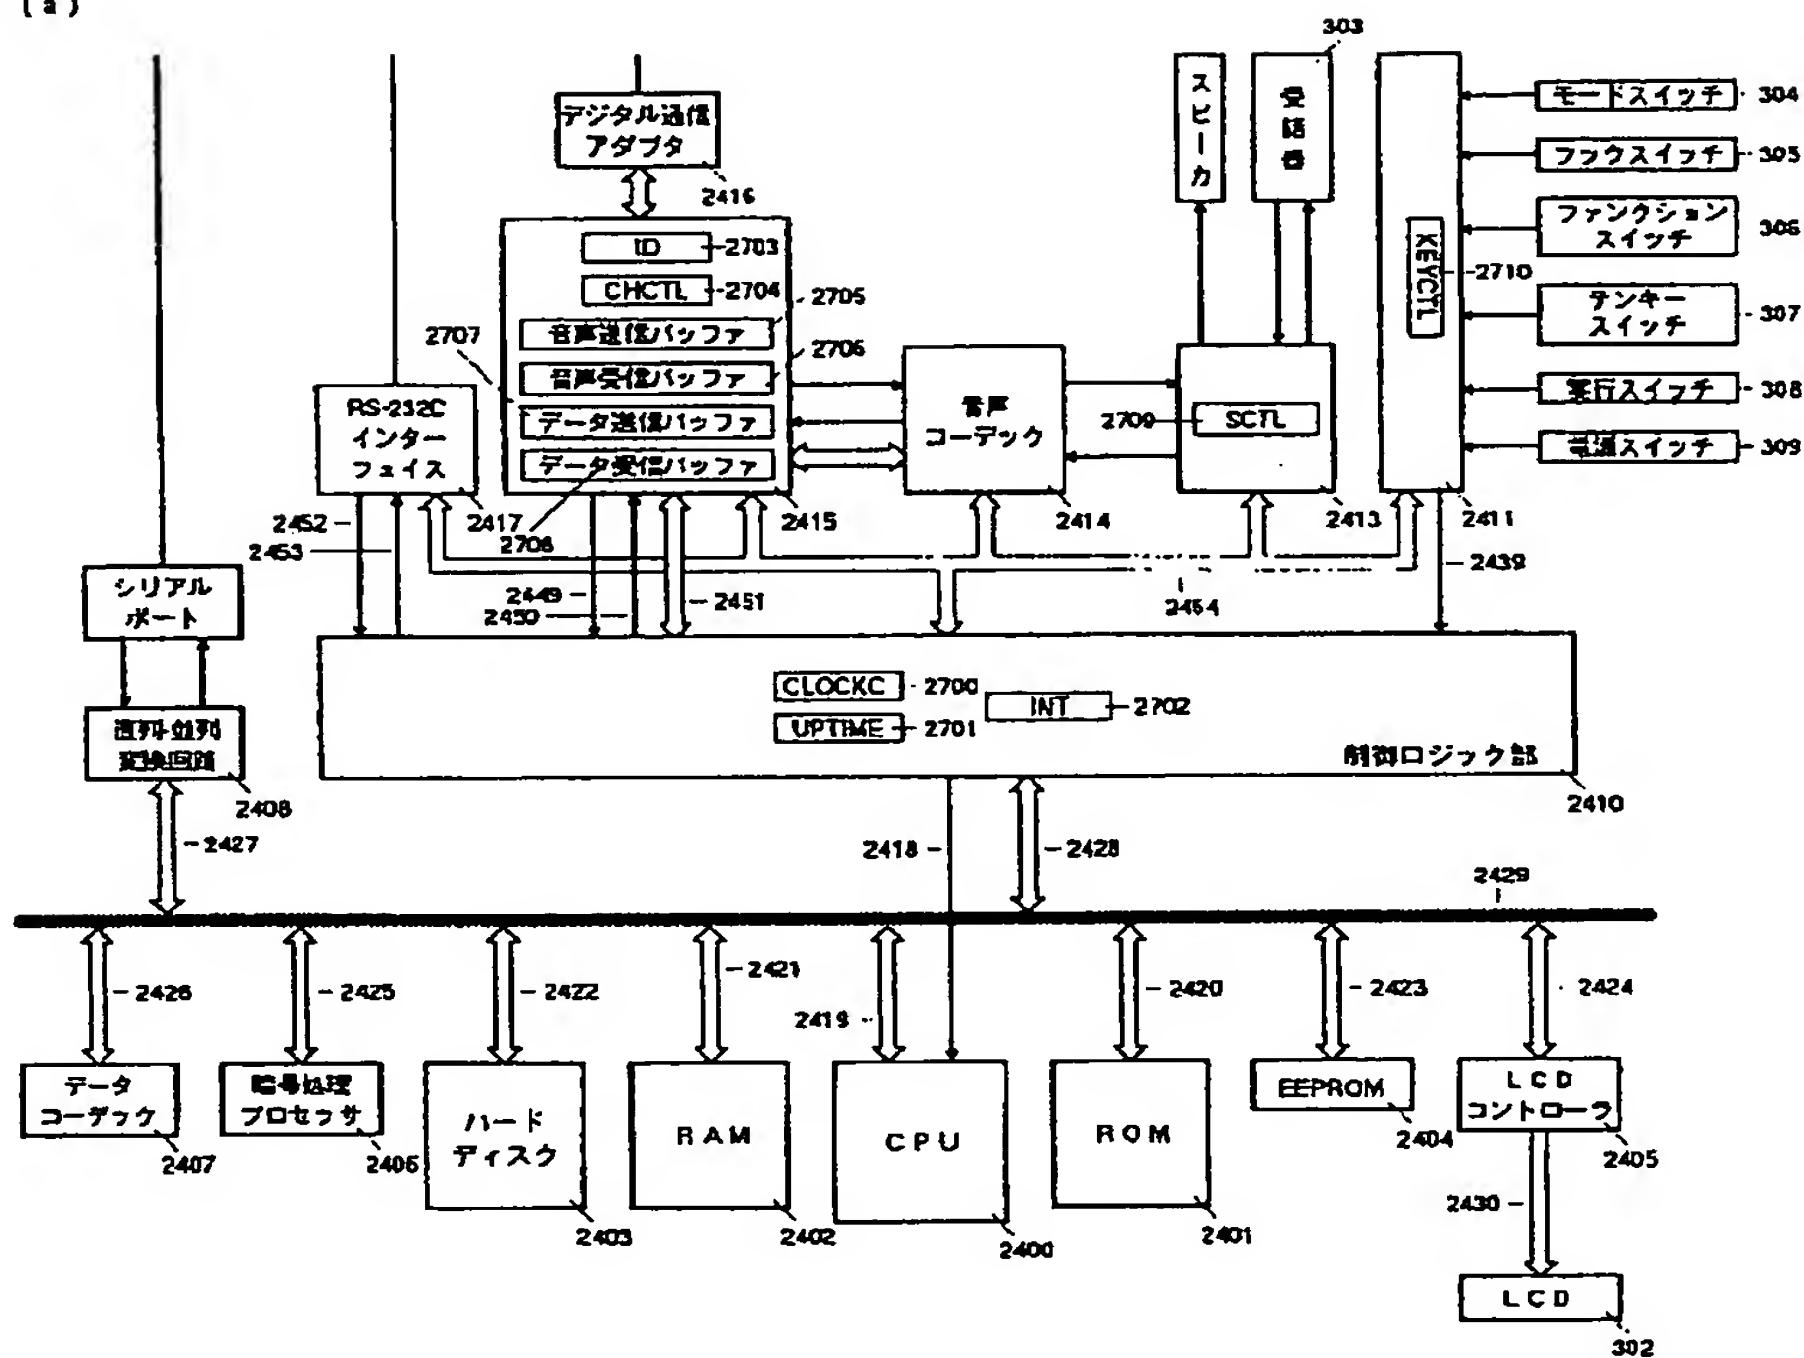 (a)
303
スピーカ
受話器
デジタル通信
アダプタ
2416
モードスイッチ 304
フックスイッチ 305
ファンクション
スイッチ
306
テンキー
スイッチ
307
実行スイッチ 308
電源スイッチ 309
KEYCTL
2710
ID 2703
CHCTL 2704
2705
音声送信バッファ
2706
音声受信バッファ
2707
データ送信バッファ
データ受信バッファ
2708
RS-232C
インター
フェイス
音声
コーデック
2709 SCTL
2452
2453
2417
2415
2414
2413
2411
2439
2449
2450
2451
2454
シリアル
ポート
CLOCKC 2700
UPTIME 2701
INT 2702
制御ロジック部
2410
直列-並列
変換回路
2408
2427
2418
2428
2429
2426
2425
2422
2421
2419
2420
2423
2424
データ
コーデック
2407
暗号処理
プロセッサ
2406
ハード
ディスク
2403
RAM
2402
CPU
2400
ROM
2401
EEPROM
2404
LCD
コントローラ
2405
2430
LCD
302